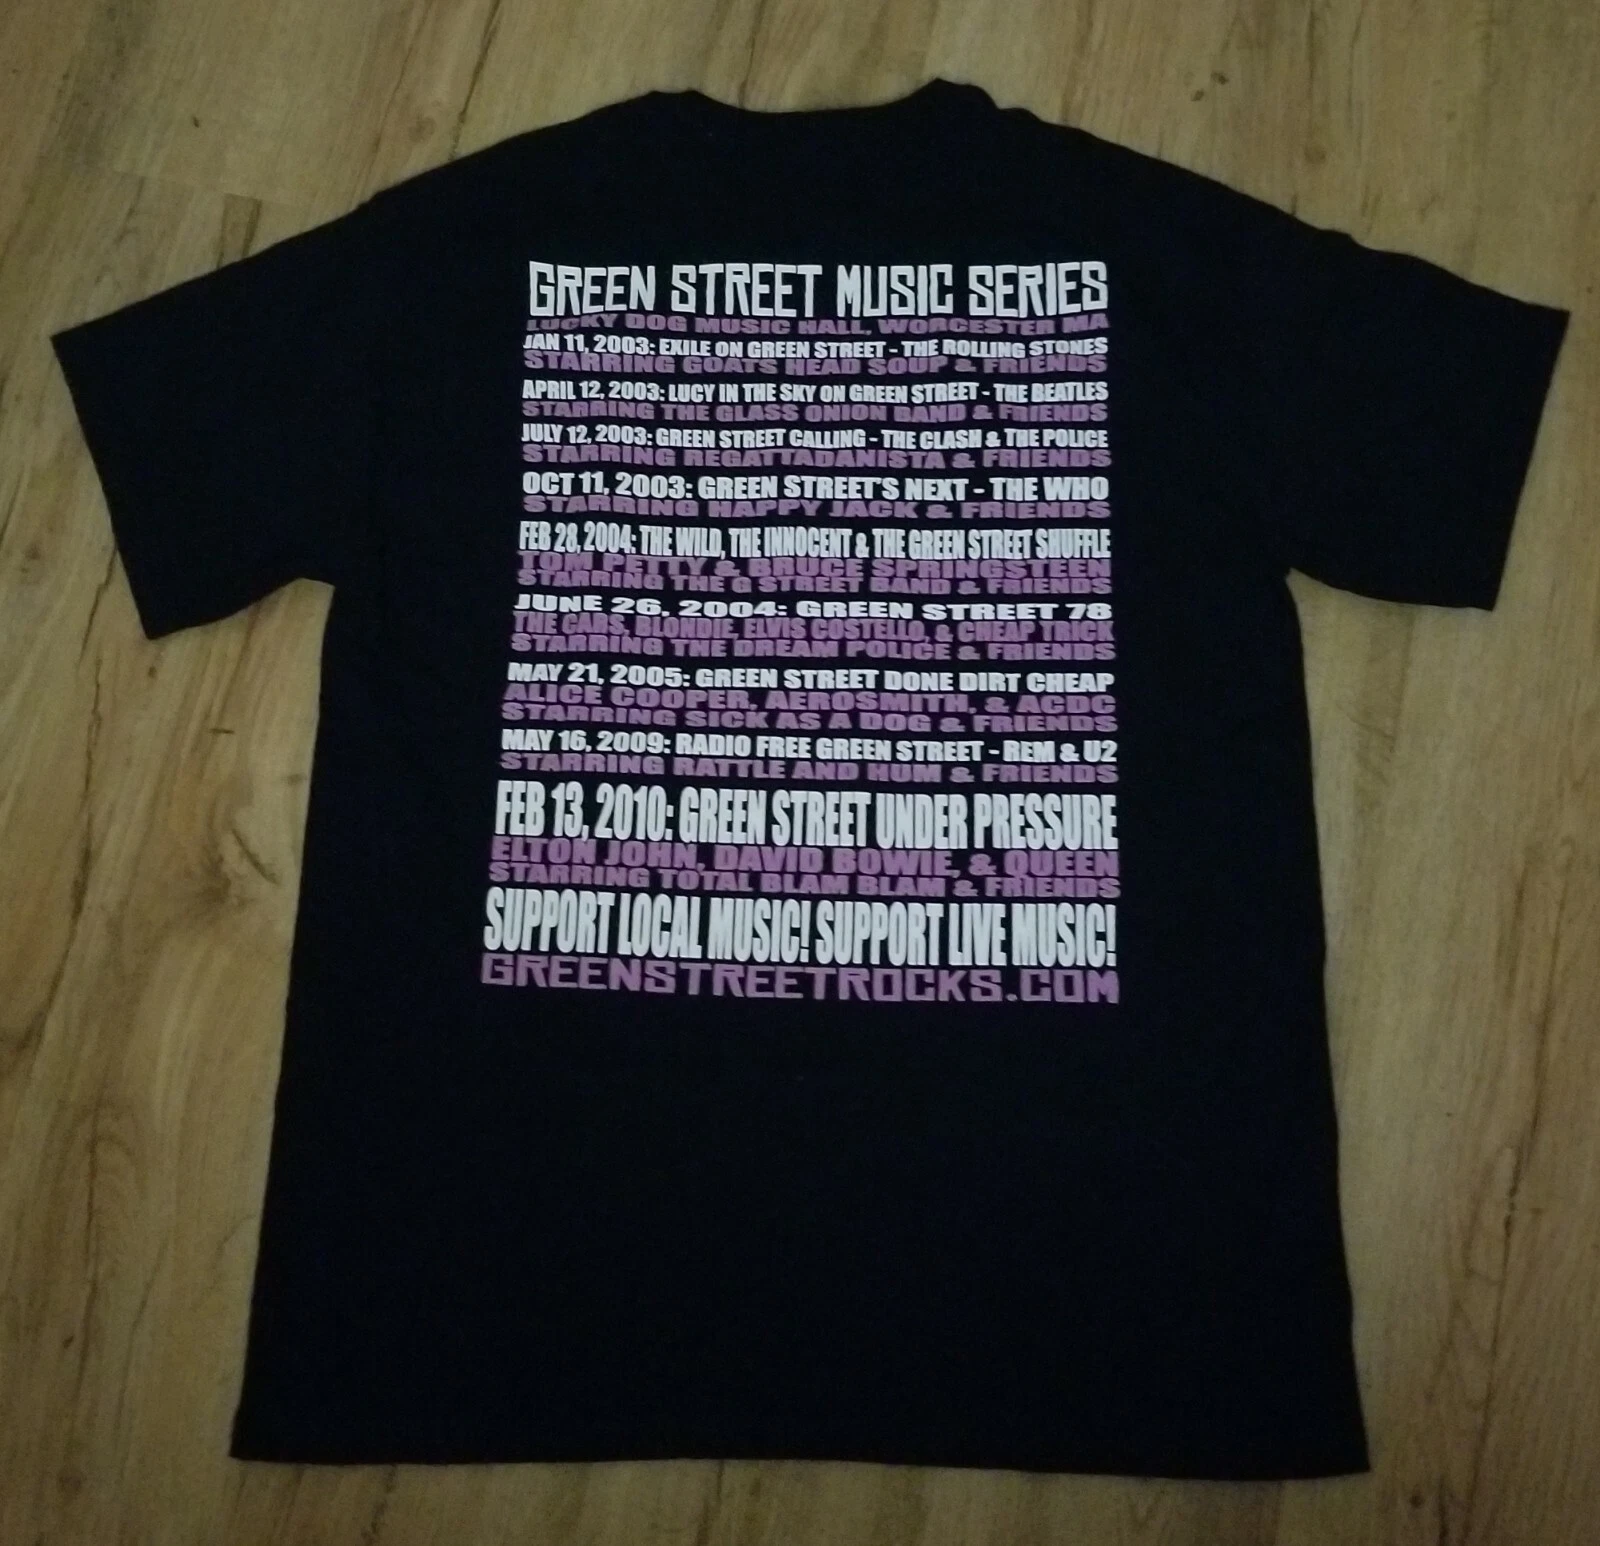 GREEN STREET MUSIC SERIES
LUCKY DOG MUSIC HALL, WORCESTER MA
JAN 11, 2003: EXILE ON GREEN STREET - THE ROLLING STONES
STARRING GOATS HEAD SOUP & FRIENDS
APRIL 12, 2003: LUCY IN THE SKY ON GREEN STREET - THE BEATLES
STARRING THE GLASS ONION BAND & FRIENDS
JULY 12, 2003: GREEN STREET CALLING - THE CLASH & THE POLICE
STARRING REGATTADANISTA & FRIENDS
OCT 11, 2003: GREEN STREET'S NEXT - THE WHO
STARRING HAPPY JACK & FRIENDS
FEB 28, 2004: THE WILD, THE INNOCENT & THE GREEN STREET SHUFFLE
TOM PETTY & BRUCE SPRINGSTEEN
STARRING THE G STREET BAND & FRIENDS
JUNE 26, 2004: GREEN STREET 78
THE CARS, BLONDIE, ELVIS COSTELLO, & CHEAP TRICK
STARRING THE DREAM POLICE & FRIENDS
MAY 21, 2005: GREEN STREET DONE DIRT CHEAP
ALICE COOPER, AEROSMITH, & ACDC
STARRING SICK AS A DOG & FRIENDS
MAY 16, 2009: RADIO FREE GREEN STREET - REM & U2
STARRING RATTLE AND HUM & FRIENDS
FEB 13, 2010: GREEN STREET UNDER PRESSURE
ELTON JOHN, DAVID BOWIE, & QUEEN
STARRING TOTAL BLAM BLAM & FRIENDS
SUPPORT LOCAL MUSIC! SUPPORT LIVE MUSIC!
GREENSTREETROCKS.COM